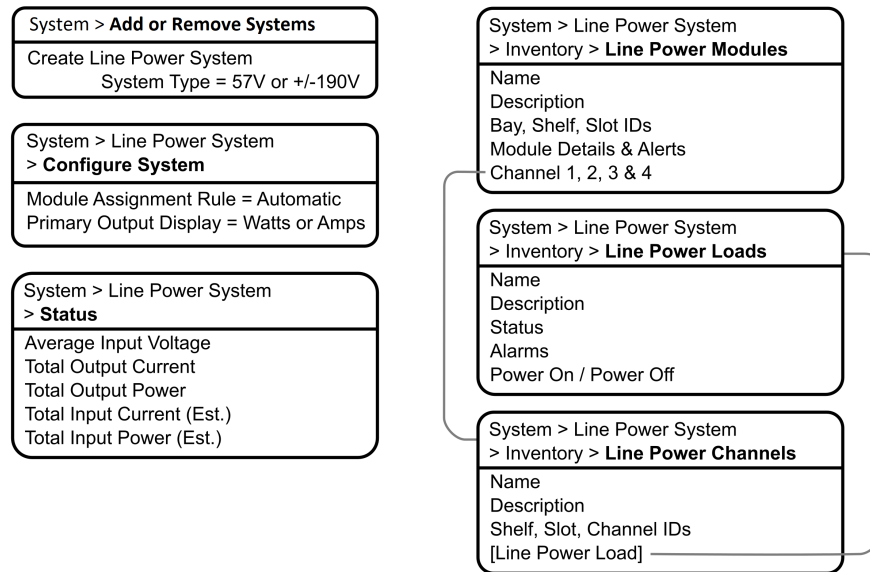 System > Add or Remove Systems
Create Line Power System
System Type = 57V or +/-190V
System > Line Power System
> Configure System
Module Assignment Rule = Automatic
Primary Output Display = Watts or Amps
System > Line Power System
> Status
Average Input Voltage
Total Output Current
Total Output Power
Total Input Current (Est.)
Total Input Power (Est.)
System > Line Power System
> Inventory > Line Power Modules
Name
Description
Bay, Shelf, Slot IDs
Module Details & Alerts
Channel 1, 2, 3 & 4
System > Line Power System
> Inventory > Line Power Loads
Name
Description
Status
Alarms
Power On / Power Off
System > Line Power System
> Inventory > Line Power Channels
Name
Description
Shelf, Slot, Channel IDs
[Line Power Load]